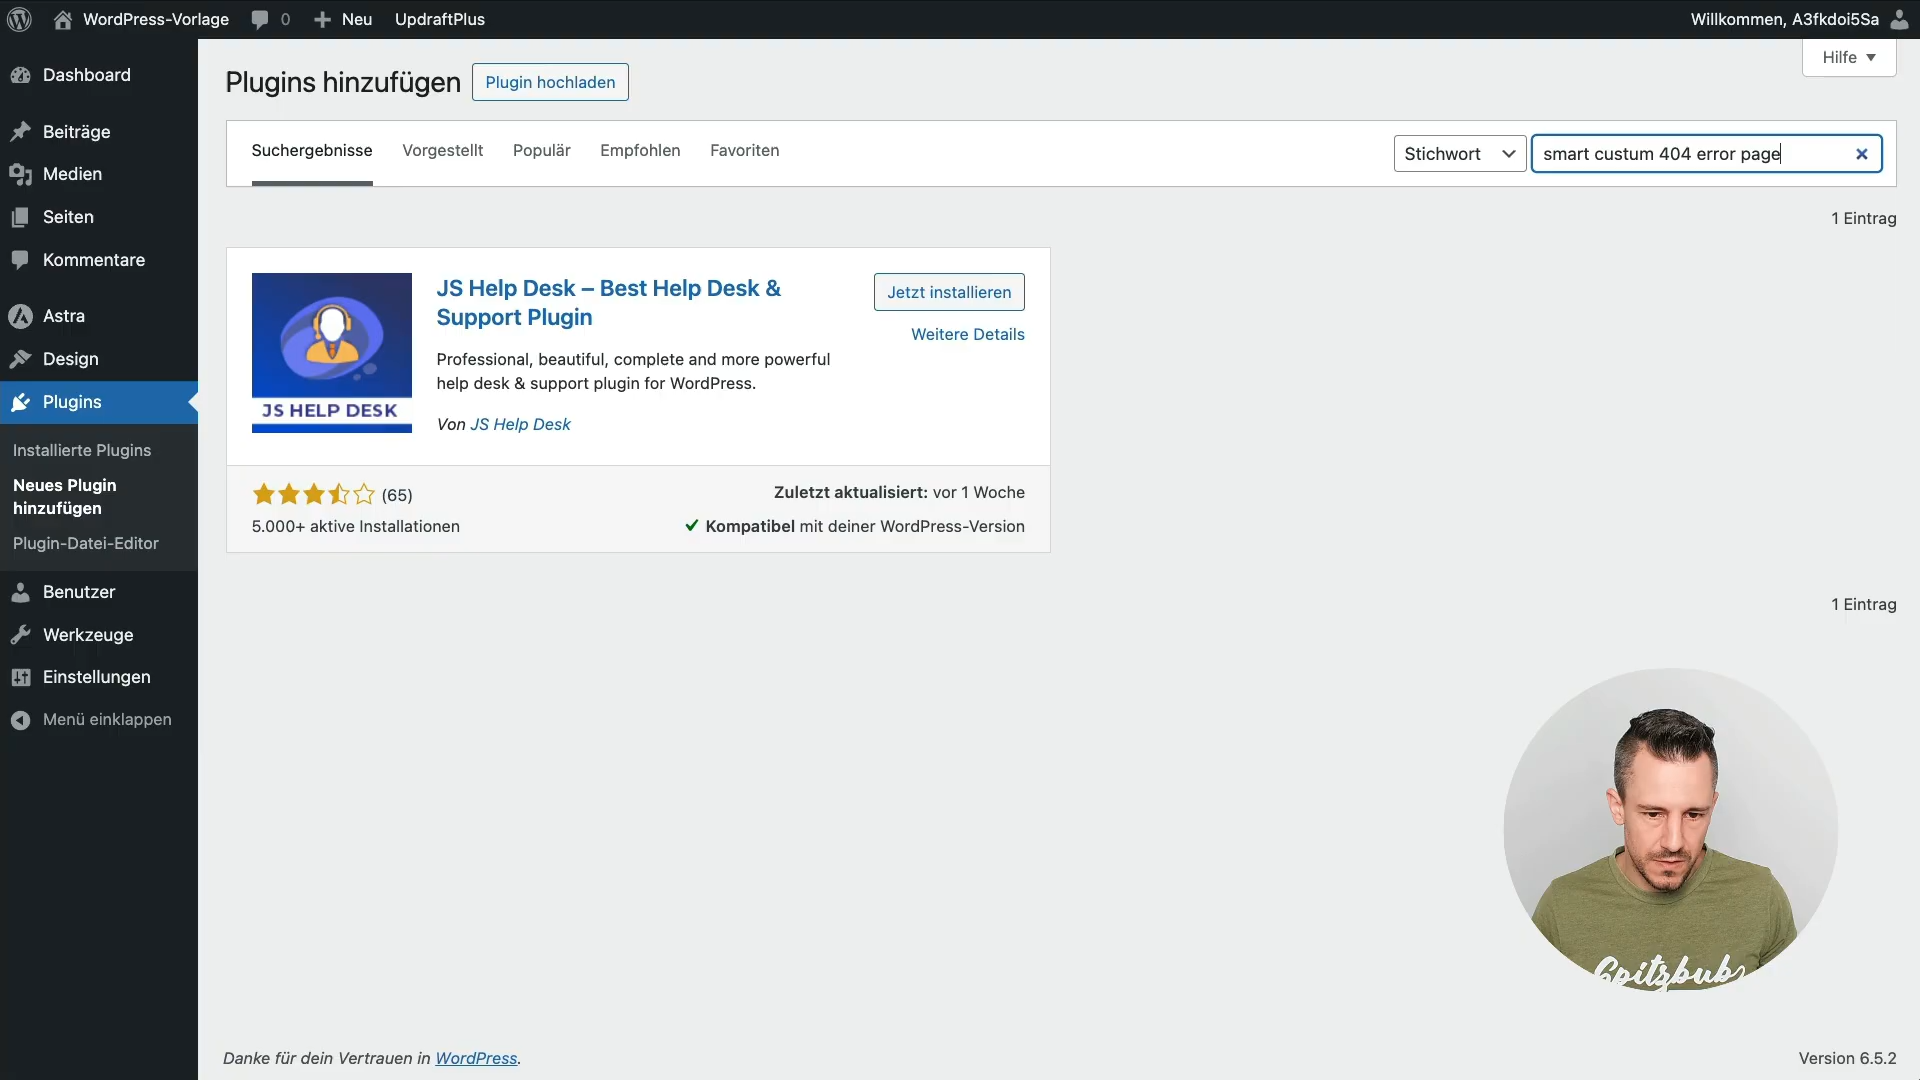 WordPress-Vorlage 0 Neu UpdraftPlus Willkommen, A3fkdoi5Sa
Hilfe
Dashboard
Beiträge
Medien
Seiten
Kommentare
Astra
Design
Plugins
Installierte Plugins
Neues Plugin
hinzufügen
Plugin-Datei-Editor
Benutzer
Werkzeuge
Einstellungen
Menü einklappen
Plugins hinzufügen Plugin hochladen
Suchergebnisse Vorgestellt Populär Empfohlen Favoriten Stichwort smart custum 404 error page
1 Eintrag
JS HELP DESK
JS Help Desk – Best Help Desk &
Support Plugin
Jetzt installieren
Weitere Details
Professional, beautiful, complete and more powerful
help desk & support plugin for WordPress.
Von JS Help Desk
(65)
5.000+ aktive Installationen
Zuletzt aktualisiert: vor 1 Woche
Kompatibel mit deiner WordPress-Version
1 Eintrag
Spitzbub
Danke für dein Vertrauen in WordPress.
Version 6.5.2